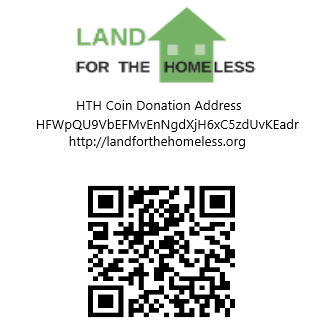 LAND
FOR THE HOMELESS
HTH Coin Donation Address
HFWpQU9VbEFMvEnNgdXjH6xC5zdUvKEadr
http://landforthehomeless.org